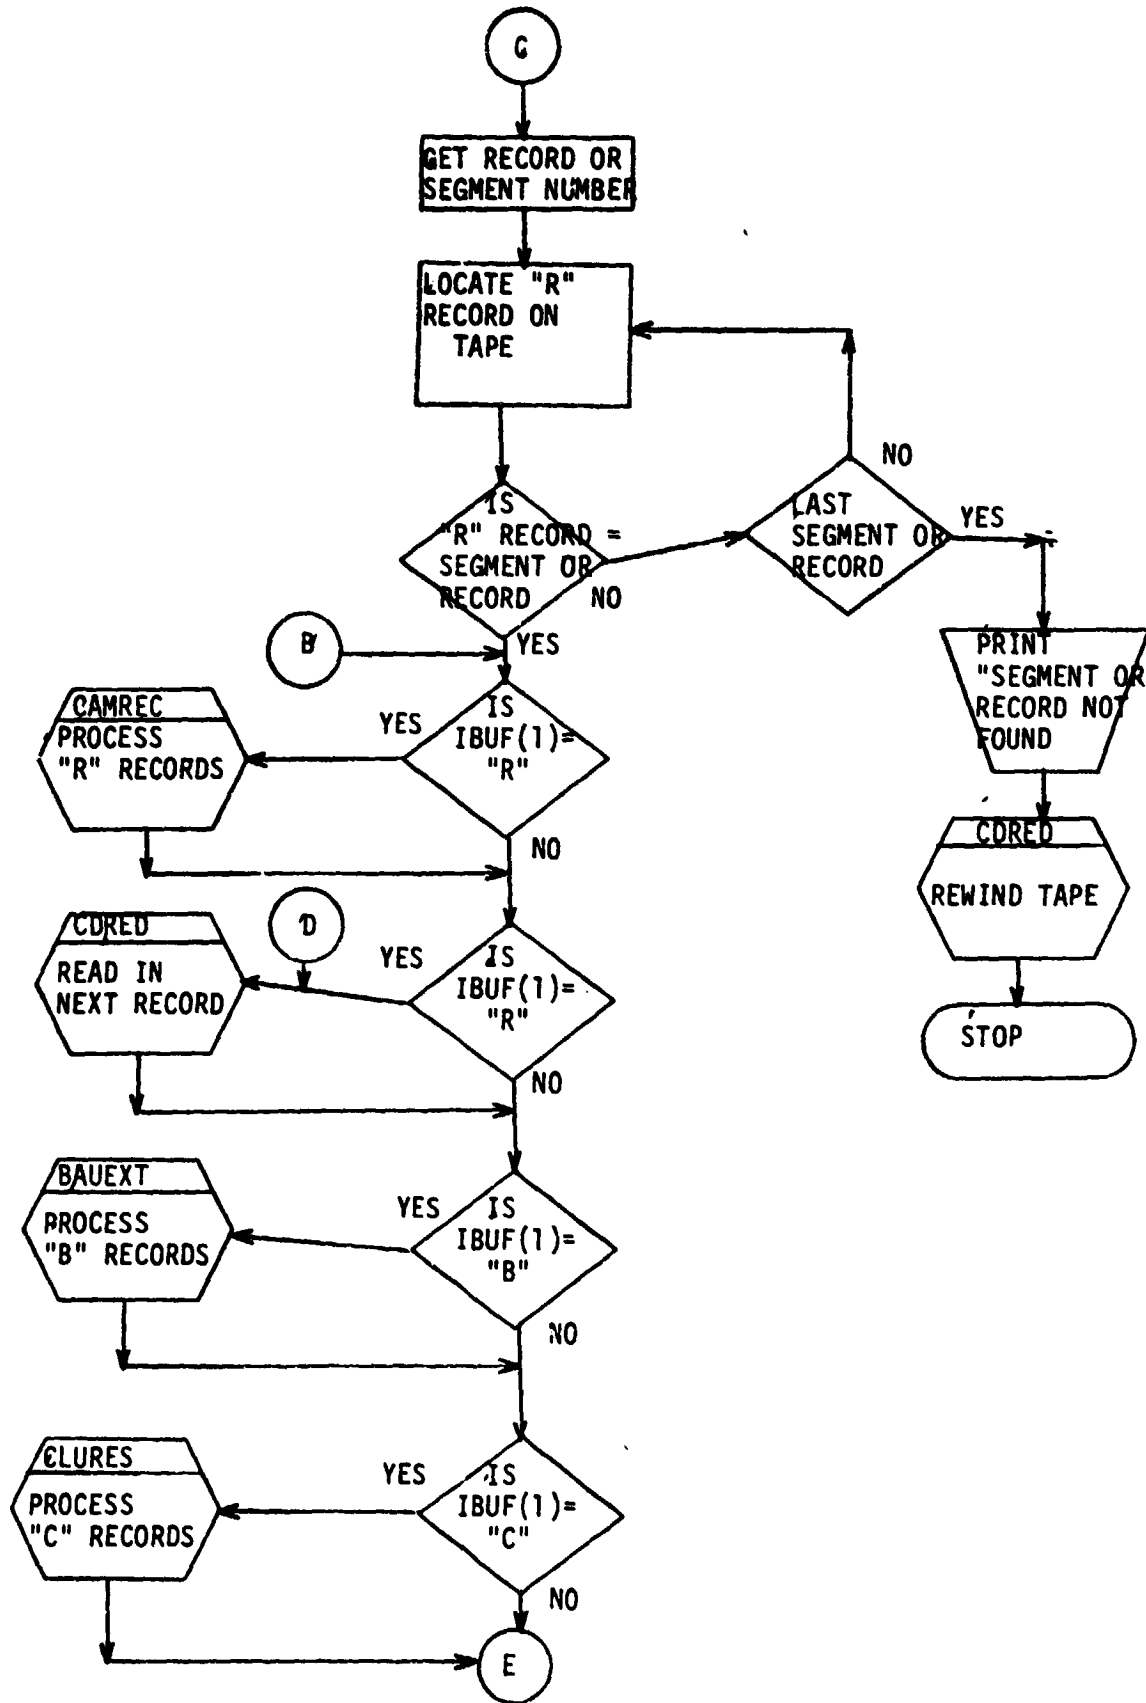 G
GET RECORD OR
SEGMENT NUMBER
LOCATE "R"
RECORD ON
TAPE
IS
"R" RECORD =
SEGMENT OR
RECORD
NO
YES
LAST
SEGMENT OR
RECORD
NO
YES
PRINT
"SEGMENT OR
RECORD NOT
FOUND
CDRED
REWIND TAPE
STOP
B
IS
IBUF(1)=
"R"
YES
NO
CAMREC
PROCESS
"R" RECORDS
D
IS
IBUF(1)=
"R"
YES
NO
CDRED
READ IN
NEXT RECORD
IS
IBUF(1)=
"B"
YES
NO
BAUEXT
PROCESS
"B" RECORDS
IS
IBUF(1)=
"C"
YES
NO
CLURES
PROCESS
"C" RECORDS
E